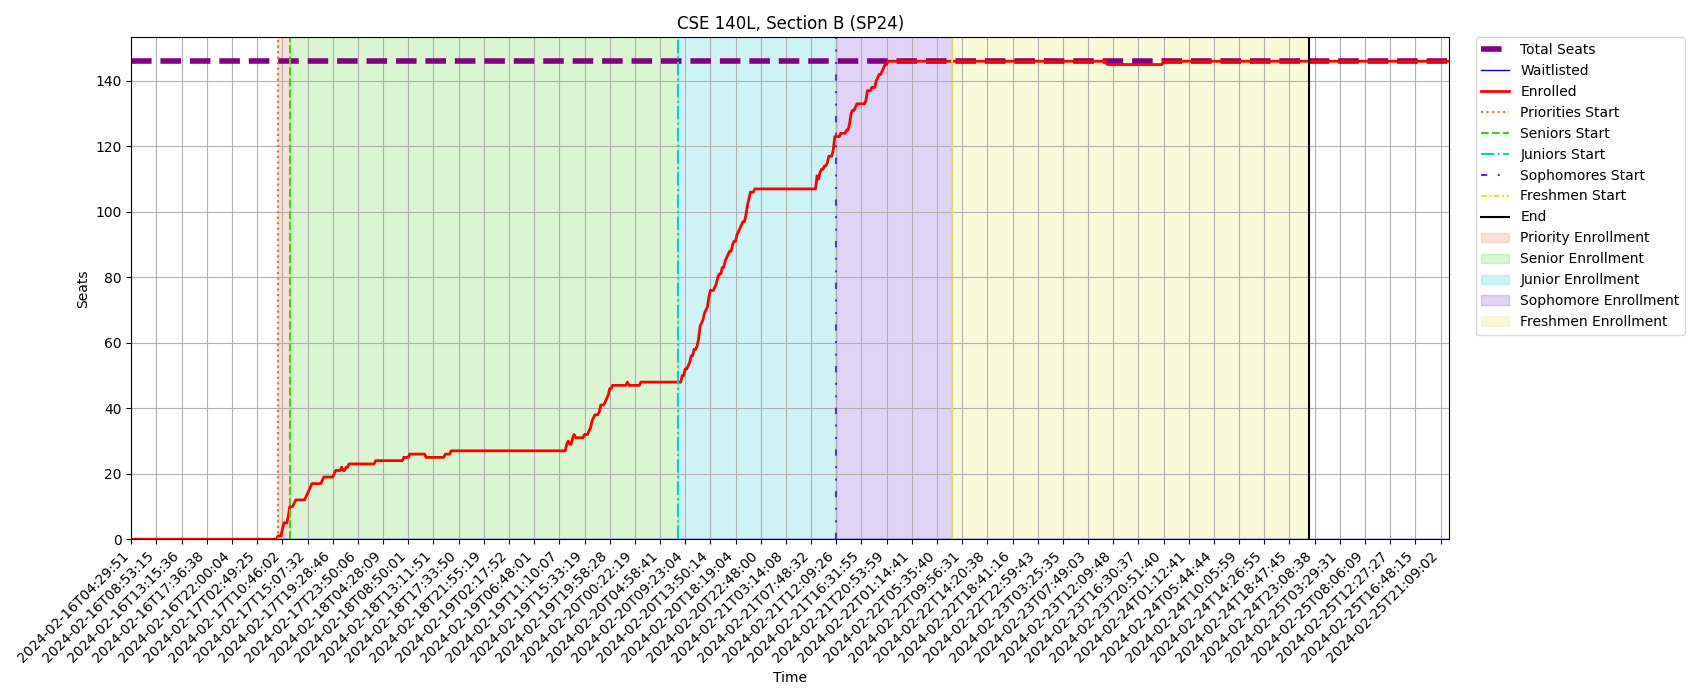 CSE 140L, Section B (SP24)
Seats
140
120
100
80
60
40
20
0
2024-02-16T04:29:51
2024-02-16T08:53:15
2024-02-16T13:15:36
2024-02-16T17:36:38
2024-02-16T22:00:04
2024-02-17T02:49:25
2024-02-17T10:46:02
2024-02-17T15:07:32
2024-02-17T19:28:46
2024-02-17T23:50:06
2024-02-18T04:28:09
2024-02-18T08:50:01
2024-02-18T13:11:51
2024-02-18T17:33:50
2024-02-18T21:55:19
2024-02-19T02:17:52
2024-02-19T06:48:01
2024-02-19T11:10:07
2024-02-19T15:33:19
2024-02-19T19:58:28
2024-02-20T00:22:19
2024-02-20T04:58:41
2024-02-20T09:23:04
2024-02-20T13:50:14
2024-02-20T18:19:04
2024-02-20T22:48:00
2024-02-21T03:14:08
2024-02-21T07:48:32
2024-02-21T12:09:26
2024-02-21T16:31:55
2024-02-21T20:53:59
2024-02-22T01:14:41
2024-02-22T05:35:40
2024-02-22T09:56:31
2024-02-22T14:20:38
2024-02-22T18:41:16
2024-02-22T22:59:43
2024-02-23T03:25:35
2024-02-23T07:49:03
2024-02-23T12:09:48
2024-02-23T16:30:37
2024-02-23T20:51:40
2024-02-24T01:12:41
2024-02-24T05:44:44
2024-02-24T10:05:59
2024-02-24T14:26:55
2024-02-24T18:47:45
2024-02-24T23:08:38
2024-02-25T03:29:31
2024-02-25T08:06:09
2024-02-25T12:27:27
2024-02-25T16:48:15
2024-02-25T21:09:02
Time
Total Seats
Waitlisted
Enrolled
Priorities Start
Seniors Start
Juniors Start
Sophomores Start
Freshmen Start
End
Priority Enrollment
Senior Enrollment
Junior Enrollment
Sophomore Enrollment
Freshmen Enrollment